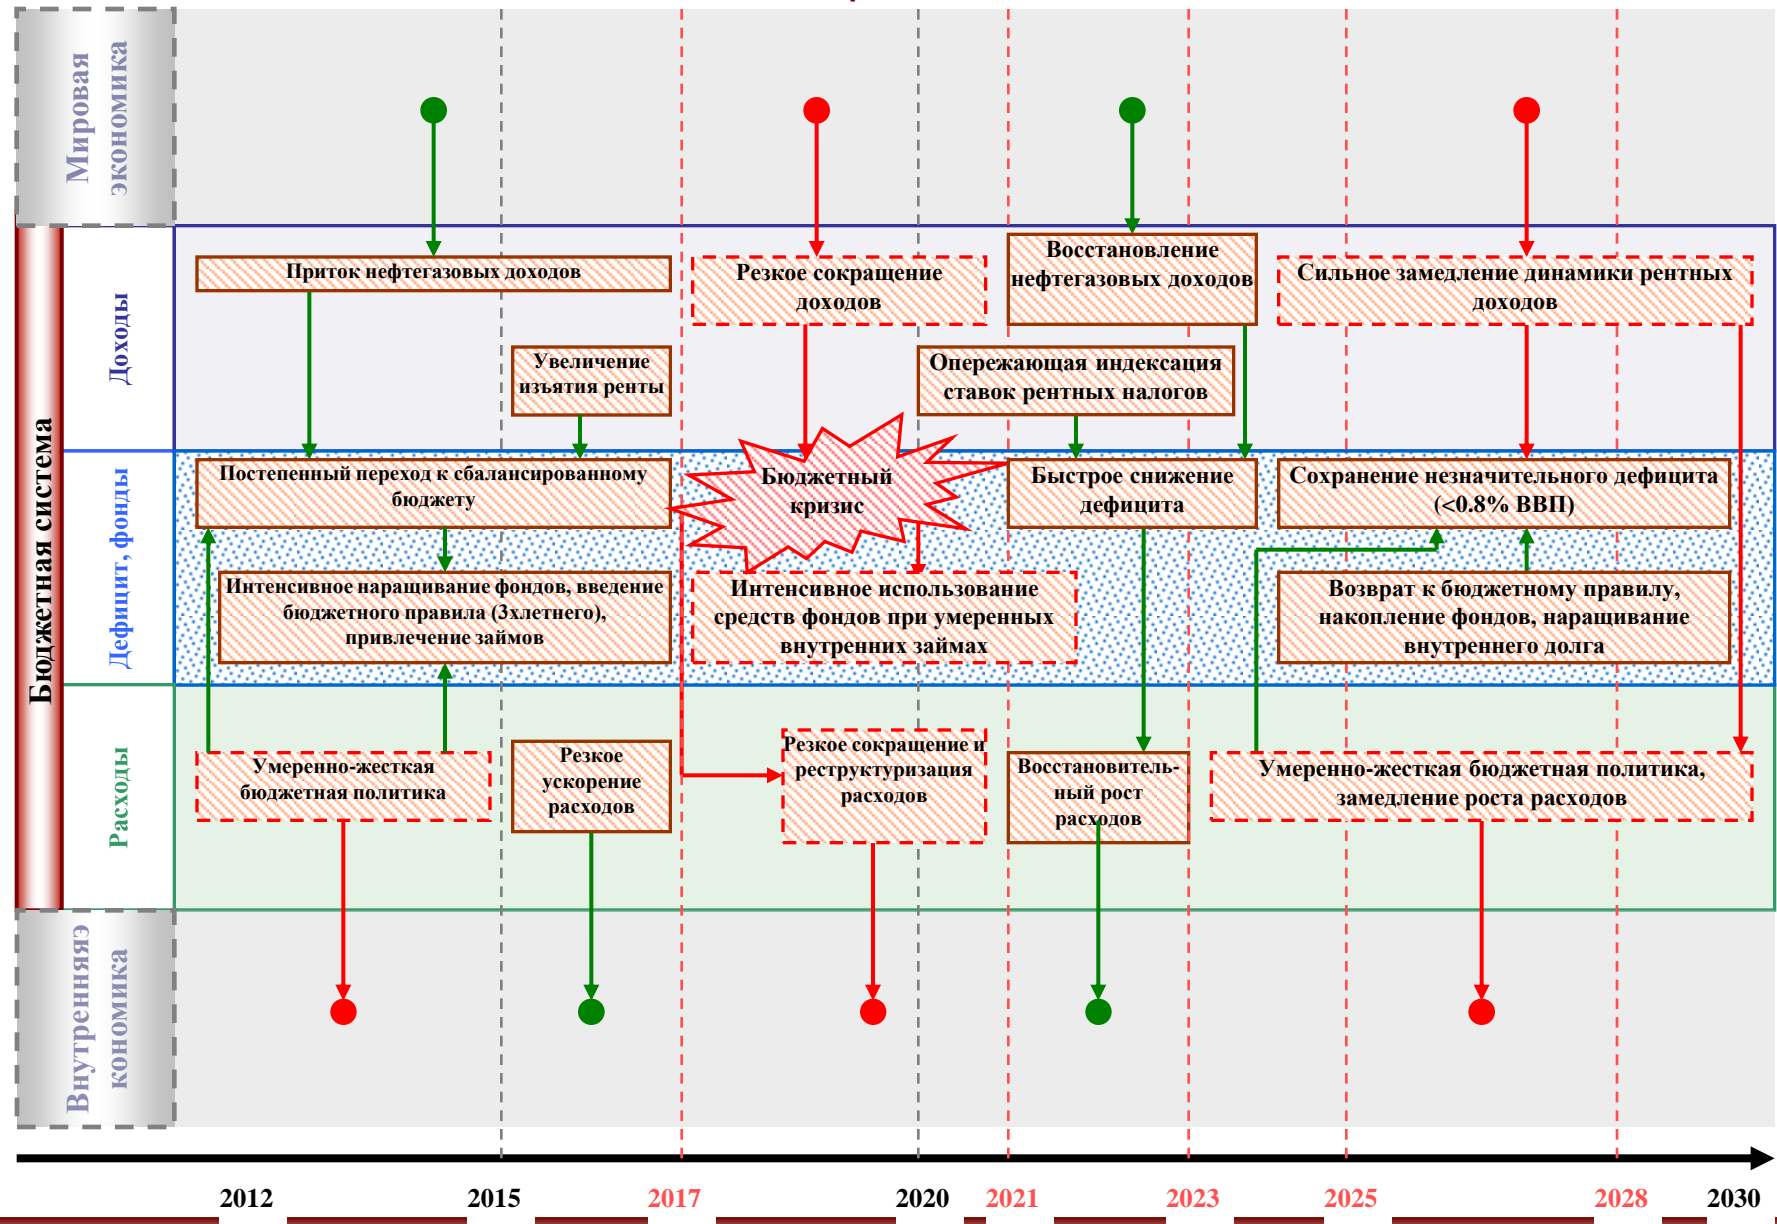 Мировая
экономика
Бюджетная система
Доходы
Приток нефтегазовых доходов
Резкое сокращение
доходов
Восстановление
нефтегазовых доходов
Сильное замедление динамики рентных
доходов
Увеличение
изъятия ренты
Опережающая индексация
ставок рентных налогов
Дефицит, фонды
Постепенный переход к сбалансированному
бюджету
Бюджетный
кризис
Быстрое снижение
дефицита
Сохранение незначительного дефицита
(<0.8% ВВП)
Интенсивное наращивание фондов, введение
бюджетного правила (3хлетнего),
привлечение займов
Интенсивное использование
средств фондов при умеренных
внутренних займах
Возврат к бюджетному правилу,
накопление фондов, наращивание
внутреннего долга
Расходы
Умеренно-жесткая
бюджетная политика
Резкое
ускорение
расходов
Резкое сокращение и
реструктуризация
расходов
Восстановитель-
ный рост
расходов
Умеренно-жесткая бюджетная политика,
замедление роста расходов
Внутренняяэ
кономика
2012 2015 2017 2020 2021 2023 2025 2028 2030